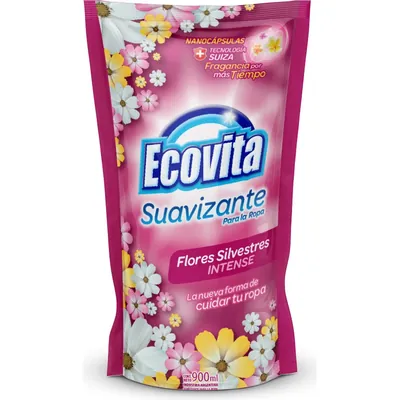 NANOCÁPSULAS
TECNOLOGÍA
SUIZA
Fragancia por
más Tiempo
Ecovita
Suavizante
Para la Ropa
Flores Silvestres
INTENSE
La nueva forma de
cuidar tu ropa
900ml